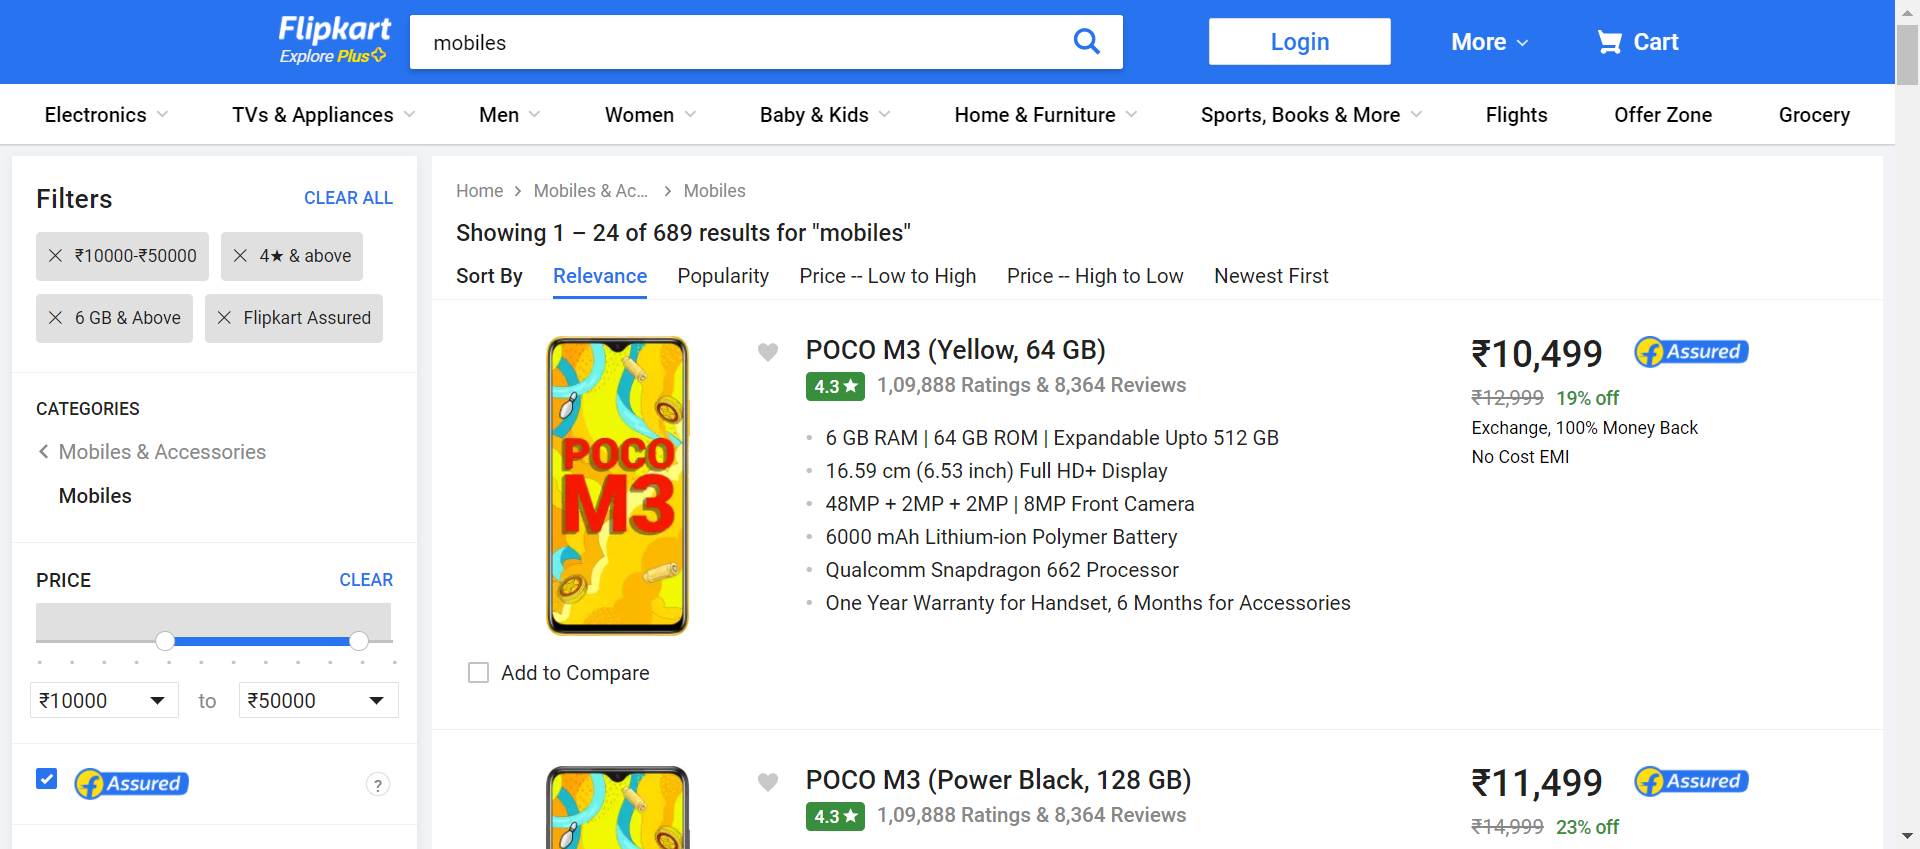 Flipkart
Explore Plus
mobiles
Login
More
Cart
Electronics
TVs & Appliances
Men
Women
Baby & Kids
Home & Furniture
Sports, Books & More
Flights
Offer Zone
Grocery
Filters
CLEAR ALL
₹10000-₹50000
4★ & above
6 GB & Above
Flipkart Assured
CATEGORIES
Mobiles & Accessories
Mobiles
PRICE
CLEAR
₹10000
to
₹50000
f Assured
?
Home > Mobiles & Ac... > Mobiles
Showing 1 – 24 of 689 results for "mobiles"
Sort By
Relevance
Popularity
Price -- Low to High
Price -- High to Low
Newest First
POCO
M3
Add to Compare
POCO M3 (Yellow, 64 GB)
4.3★ 1,09,888 Ratings & 8,364 Reviews
6 GB RAM | 64 GB ROM | Expandable Upto 512 GB
16.59 cm (6.53 inch) Full HD+ Display
48MP + 2MP + 2MP | 8MP Front Camera
6000 mAh Lithium-ion Polymer Battery
Qualcomm Snapdragon 662 Processor
One Year Warranty for Handset, 6 Months for Accessories
₹10,499
f Assured
₹12,999 19% off
Exchange, 100% Money Back
No Cost EMI
POCO M3 (Power Black, 128 GB)
4.3★ 1,09,888 Ratings & 8,364 Reviews
₹11,499
f Assured
₹14,999 23% off